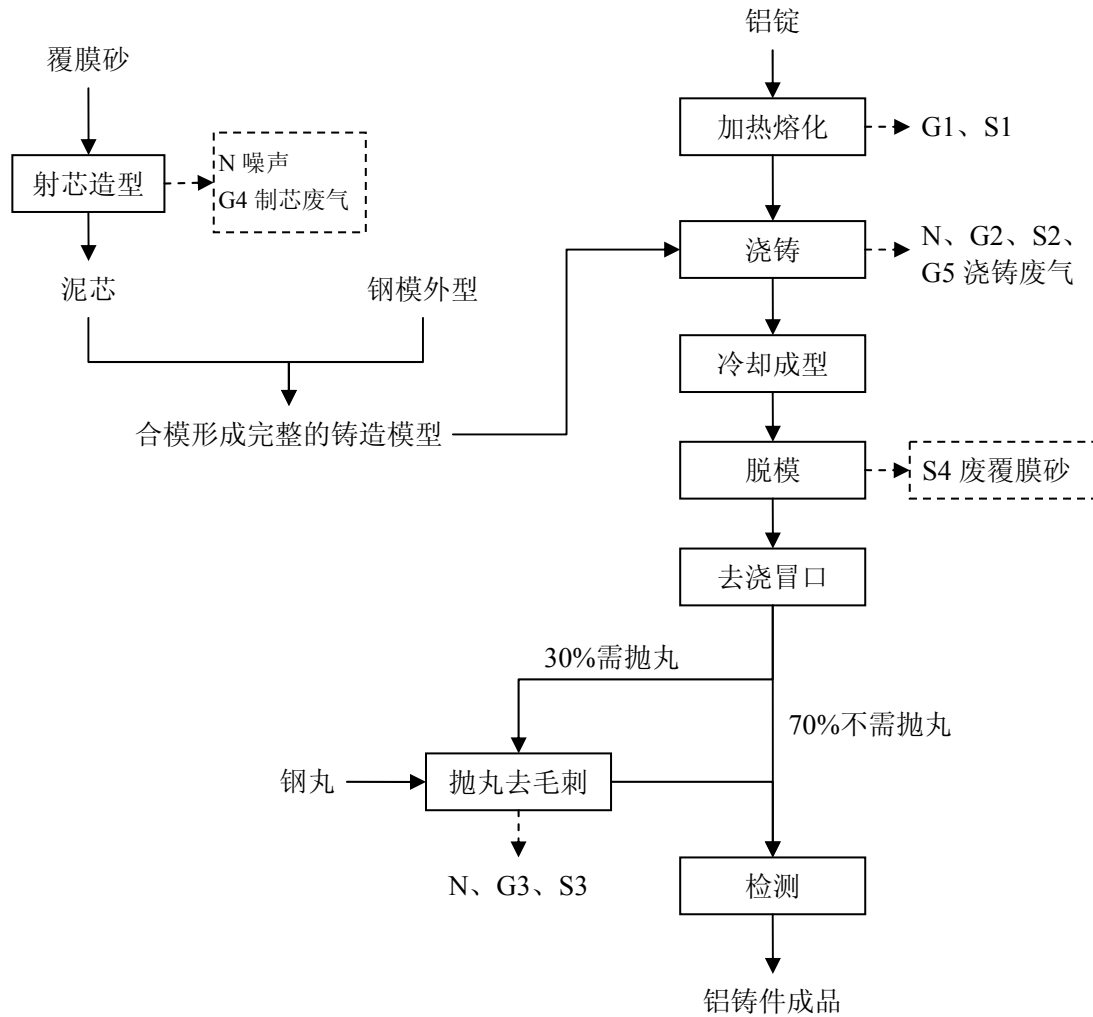 铝锭
覆膜砂
加热熔化
G1、S1
射芯造型
N 噪声
G4 制芯废气
浇铸
N、G2、S2、
G5 浇铸废气
泥芯
钢模外型
冷却成型
合模形成完整的铸造模型
脱模
S4 废覆膜砂
去浇冒口
30%需抛丸
70%不需抛丸
钢丸
抛丸去毛刺
N、G3、S3
检测
铝铸件成品